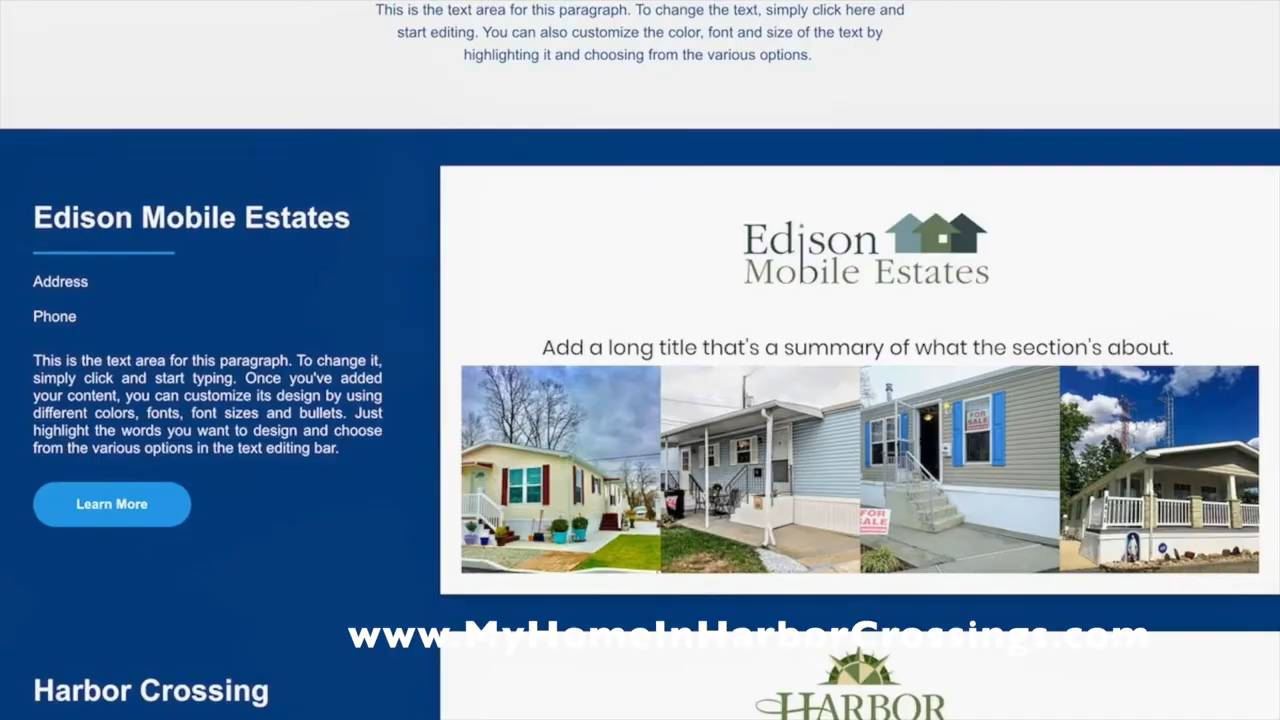 This is the text area for this paragraph. To change the text, simply click here and
start editing. You can also customize the color, font and size of the text by
highlighting it and choosing from the various options.
Edison Mobile Estates
Address
Phone
This is the text area for this paragraph. To change it,
simply click and start typing. Once you've added
your content, you can customize its design by using
different colors, fonts, font sizes and bullets. Just
highlight the words you want to design and choose
from the various options in the text editing bar.
Learn More
Edison
Mobile Estates
Add a long title that's a summary of what the section's about.
FOR
SALE
FOR
SALE
www.MyHomeInHarborCrossings.com
Harbor Crossing
HARBOR